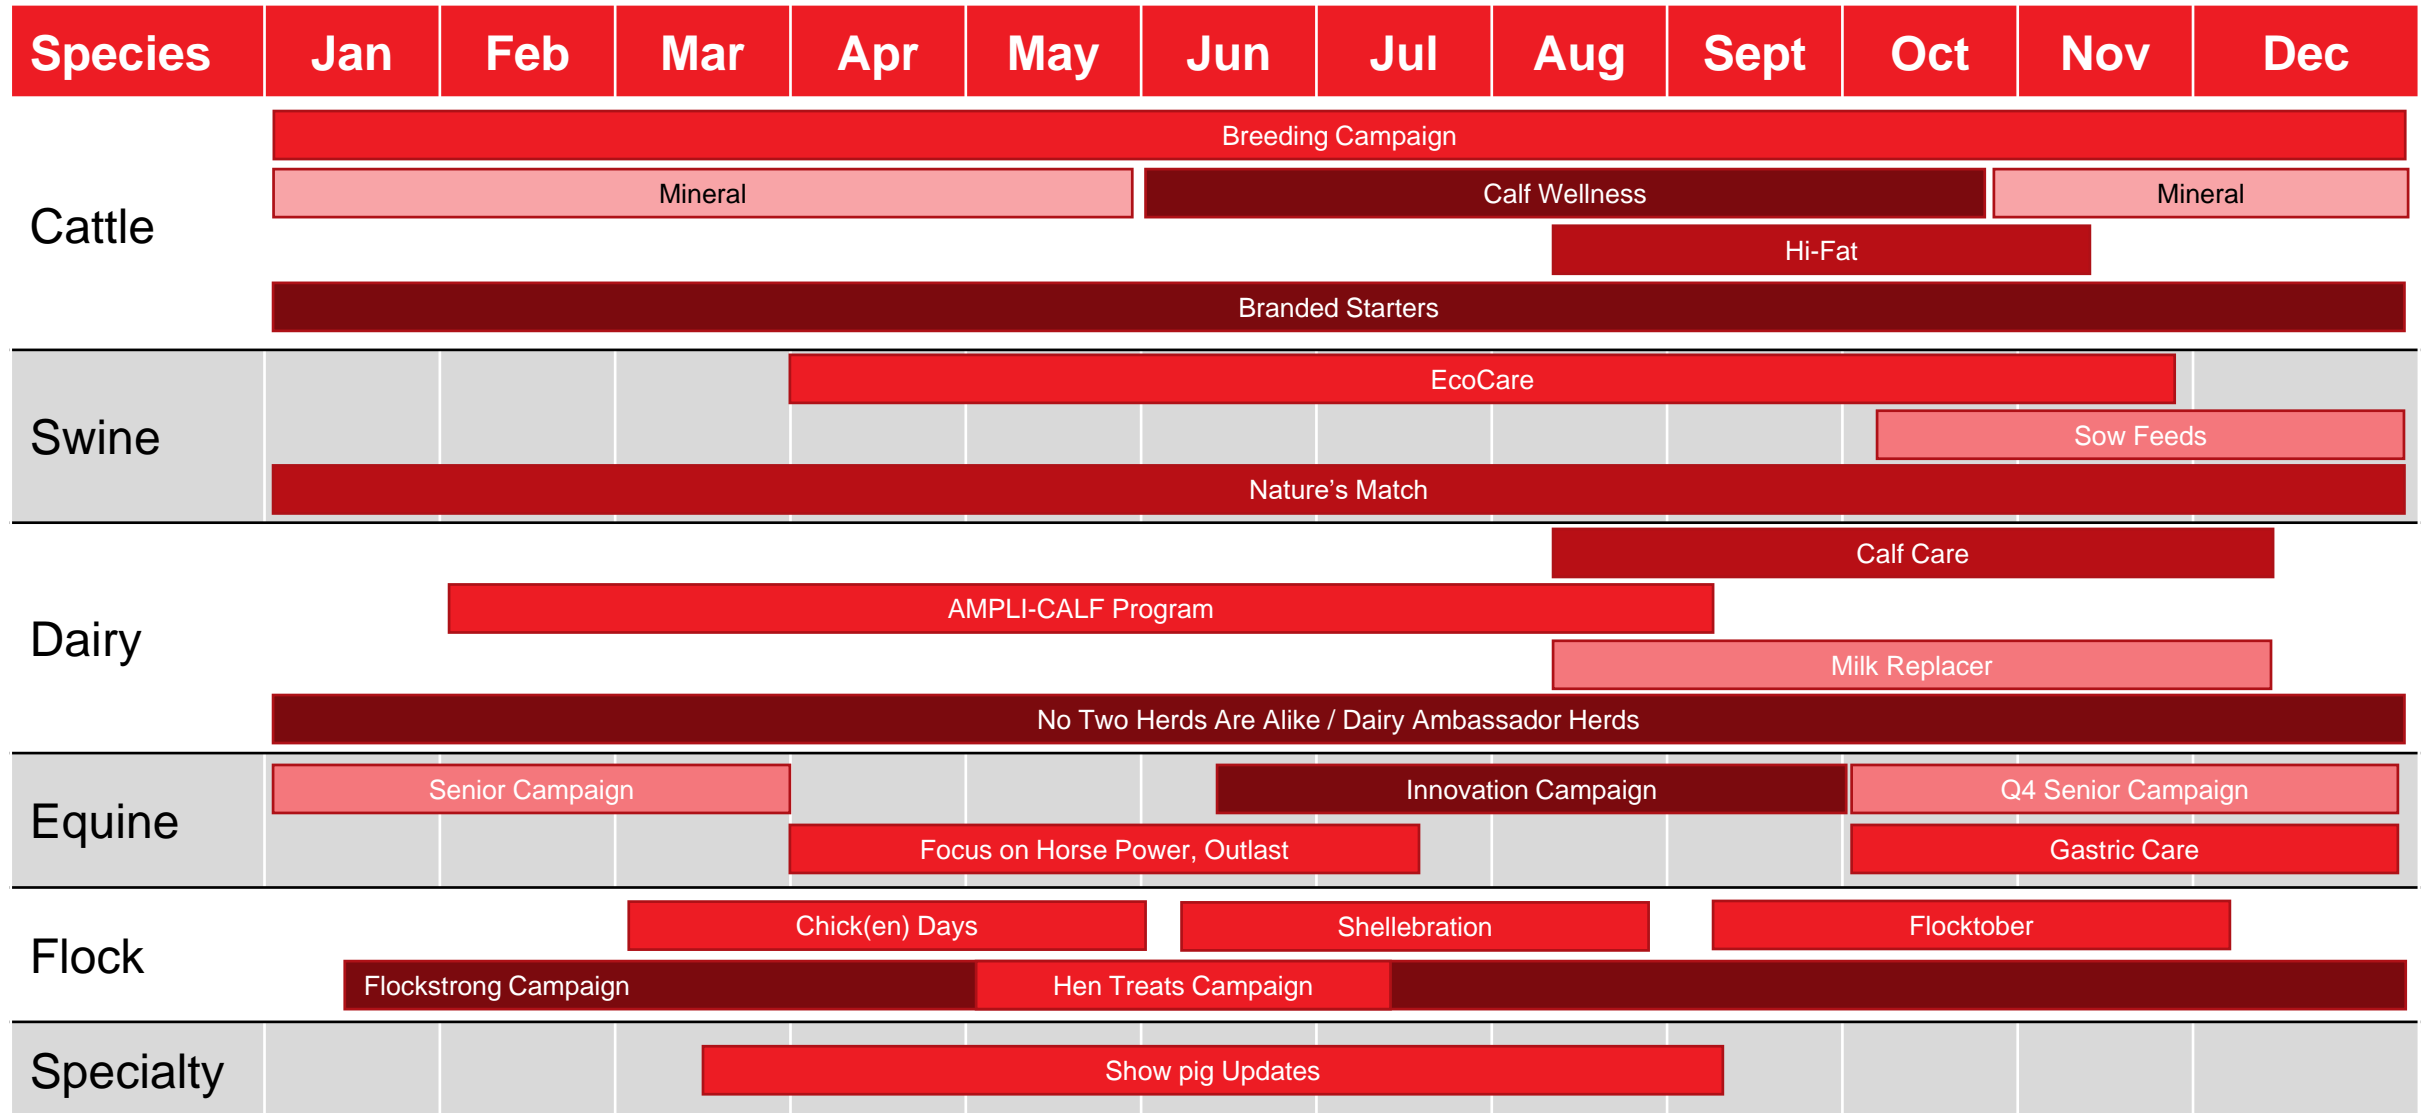 Species Jan Feb Mar Apr May Jun Jul Aug Sept Oct Nov Dec
Cattle
Breeding Campaign
Mineral Calf Wellness Mineral
Hi-Fat
Branded Starters
Swine
EcoCare
Sow Feeds
Nature’s Match
Dairy
Calf Care
AMPLI-CALF Program
Milk Replacer
No Two Herds Are Alike / Dairy Ambassador Herds
Equine
Senior Campaign Innovation Campaign Q4 Senior Campaign
Focus on Horse Power, Outlast Gastric Care
Flock
Chick(en) Days Shellebration Flocktober
Flockstrong Campaign Hen Treats Campaign
Specialty
Show pig Updates